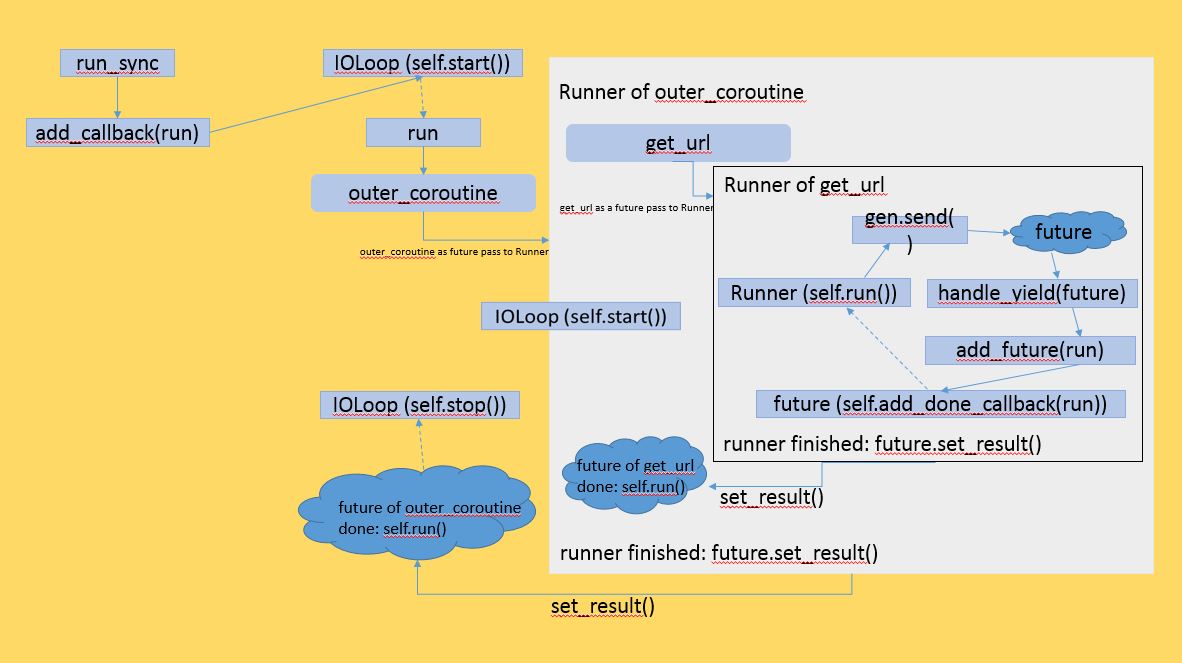 run_sync
IOLoop (self.start())
add_callback(run)
run
outer_coroutine
outer_coroutine as future pass to Runner
Runner of outer_coroutine
get_url
get_url as a future pass to Runner
Runner of get_url
gen.send(
)
future
Runner (self.run())
handle_yield(future)
add_future(run)
future (self.add_done_callback(run))
runner finished: future.set_result()
IOLoop (self.start())
set_result()
future of get_url
done: self.run()
runner finished: future.set_result()
set_result()
future of outer_coroutine
done: self.run()
IOLoop (self.stop())